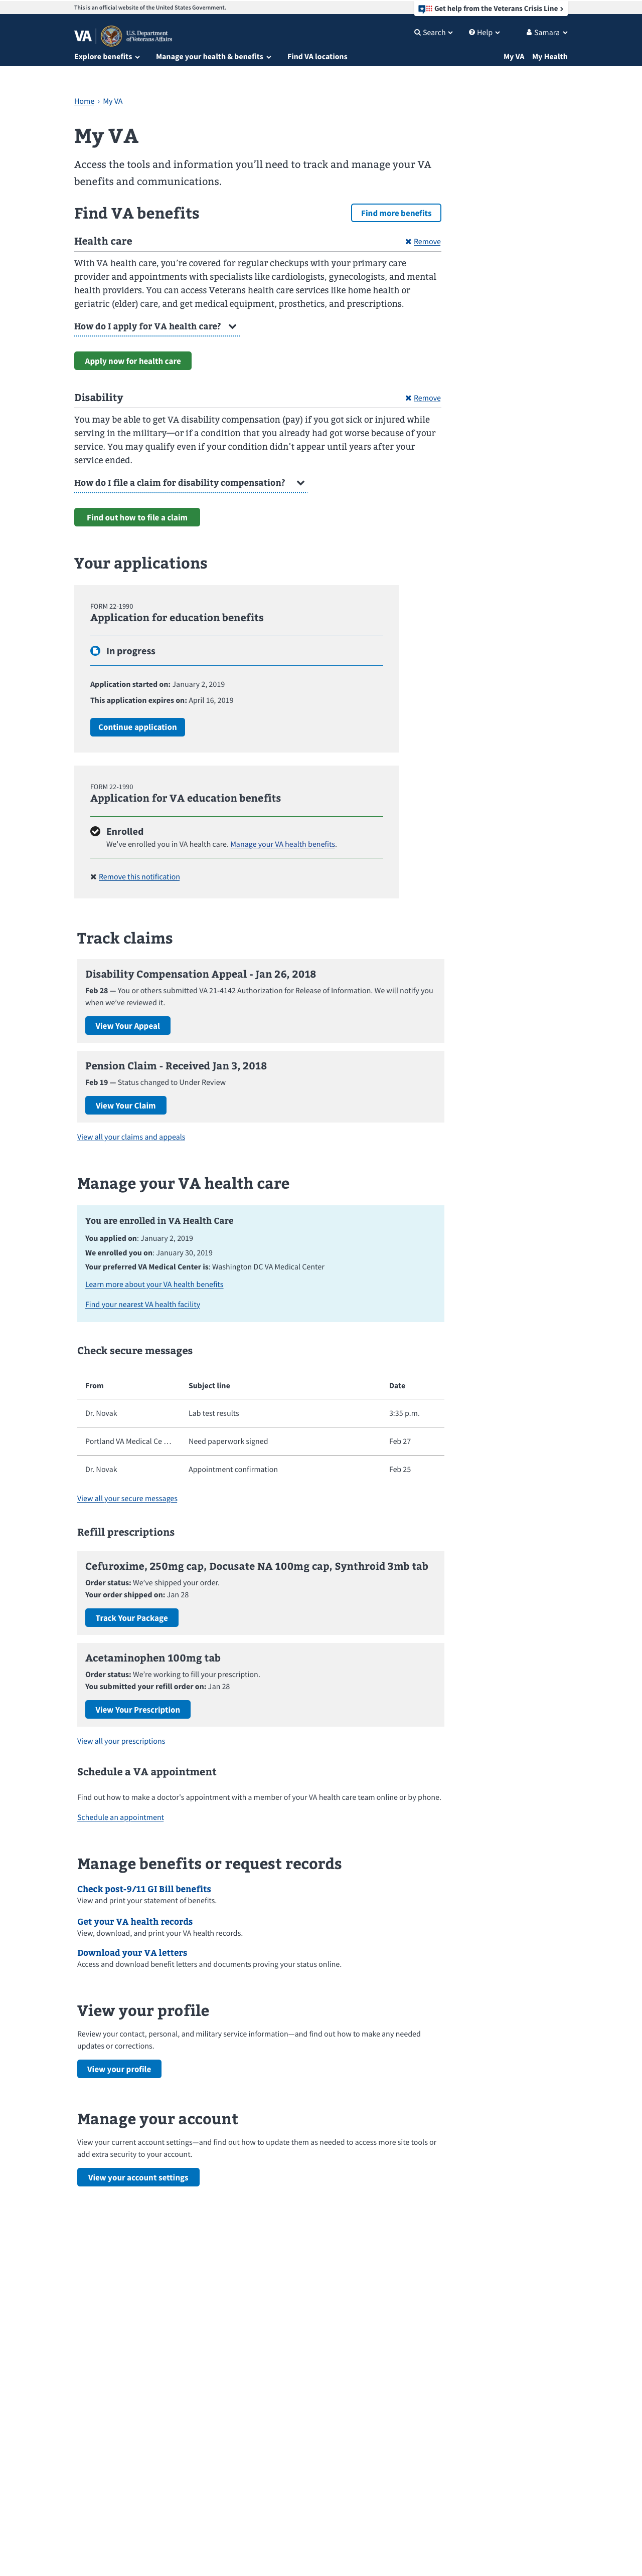 This is an official website of the United States Government.
Get help from the Veterans Crisis Line
VA
U.S. Department
of Veterans Affairs
Search
Help
Samara
Explore benefits
Manage your health & benefits
Find VA locations
My VA
My Health
Home › My VA
My VA
Access the tools and information you’ll need to track and manage your VA
benefits and communications.
Find VA benefits
Find more benefits
Health care
Remove
With VA health care, you’re covered for regular checkups with your primary care
provider and appointments with specialists like cardiologists, gynecologists, and mental
health providers. You can access Veterans health care services like home health or
geriatric (elder) care, and get medical equipment, prosthetics, and prescriptions.
How do I apply for VA health care?
Apply now for health care
Disability
Remove
You may be able to get VA disability compensation (pay) if you got sick or injured while
serving in the military—or if a condition that you already had got worse because of your
service. You may qualify even if your condition didn’t appear until years after your
service ended.
How do I file a claim for disability compensation?
Find out how to file a claim
Your applications
FORM 22-1990
Application for education benefits
In progress
Application started on: January 2, 2019
This application expires on: April 16, 2019
Continue application
FORM 22-1990
Application for VA education benefits
Enrolled
We’ve enrolled you in VA health care. Manage your VA health benefits.
Remove this notification
Track claims
Disability Compensation Appeal - Jan 26, 2018
Feb 28 — You or others submitted VA 21-4142 Authorization for Release of Information. We will notify you
when we’ve reviewed it.
View Your Appeal
Pension Claim - Received Jan 3, 2018
Feb 19 — Status changed to Under Review
View Your Claim
View all your claims and appeals
Manage your VA health care
You are enrolled in VA Health Care
You applied on: January 2, 2019
We enrolled you on: January 30, 2019
Your preferred VA Medical Center is: Washington DC VA Medical Center
Learn more about your VA health benefits
Find your nearest VA health facility
Check secure messages
From Subject line Date
Dr. Novak Lab test results 3:35 p.m.
Portland VA Medical Ce … Need paperwork signed Feb 27
Dr. Novak Appointment confirmation Feb 25
View all your secure messages
Refill prescriptions
Cefuroxime, 250mg cap, Docusate NA 100mg cap, Synthroid 3mb tab
Order status: We’ve shipped your order.
Your order shipped on: Jan 28
Track Your Package
Acetaminophen 100mg tab
Order status: We’re working to fill your prescription.
You submitted your refill order on: Jan 28
View Your Prescription
View all your prescriptions
Schedule a VA appointment
Find out how to make a doctor’s appointment with a member of your VA health care team online or by phone.
Schedule an appointment
Manage benefits or request records
Check post-9/11 GI Bill benefits
View and print your statement of benefits.
Get your VA health records
View, download, and print your VA health records.
Download your VA letters
Access and download benefit letters and documents proving your status online.
View your profile
Review your contact, personal, and military service information—and find out how to make any needed
updates or corrections.
View your profile
Manage your account
View your current account settings—and find out how to update them as needed to access more site tools or
add extra security to your account.
View your account settings